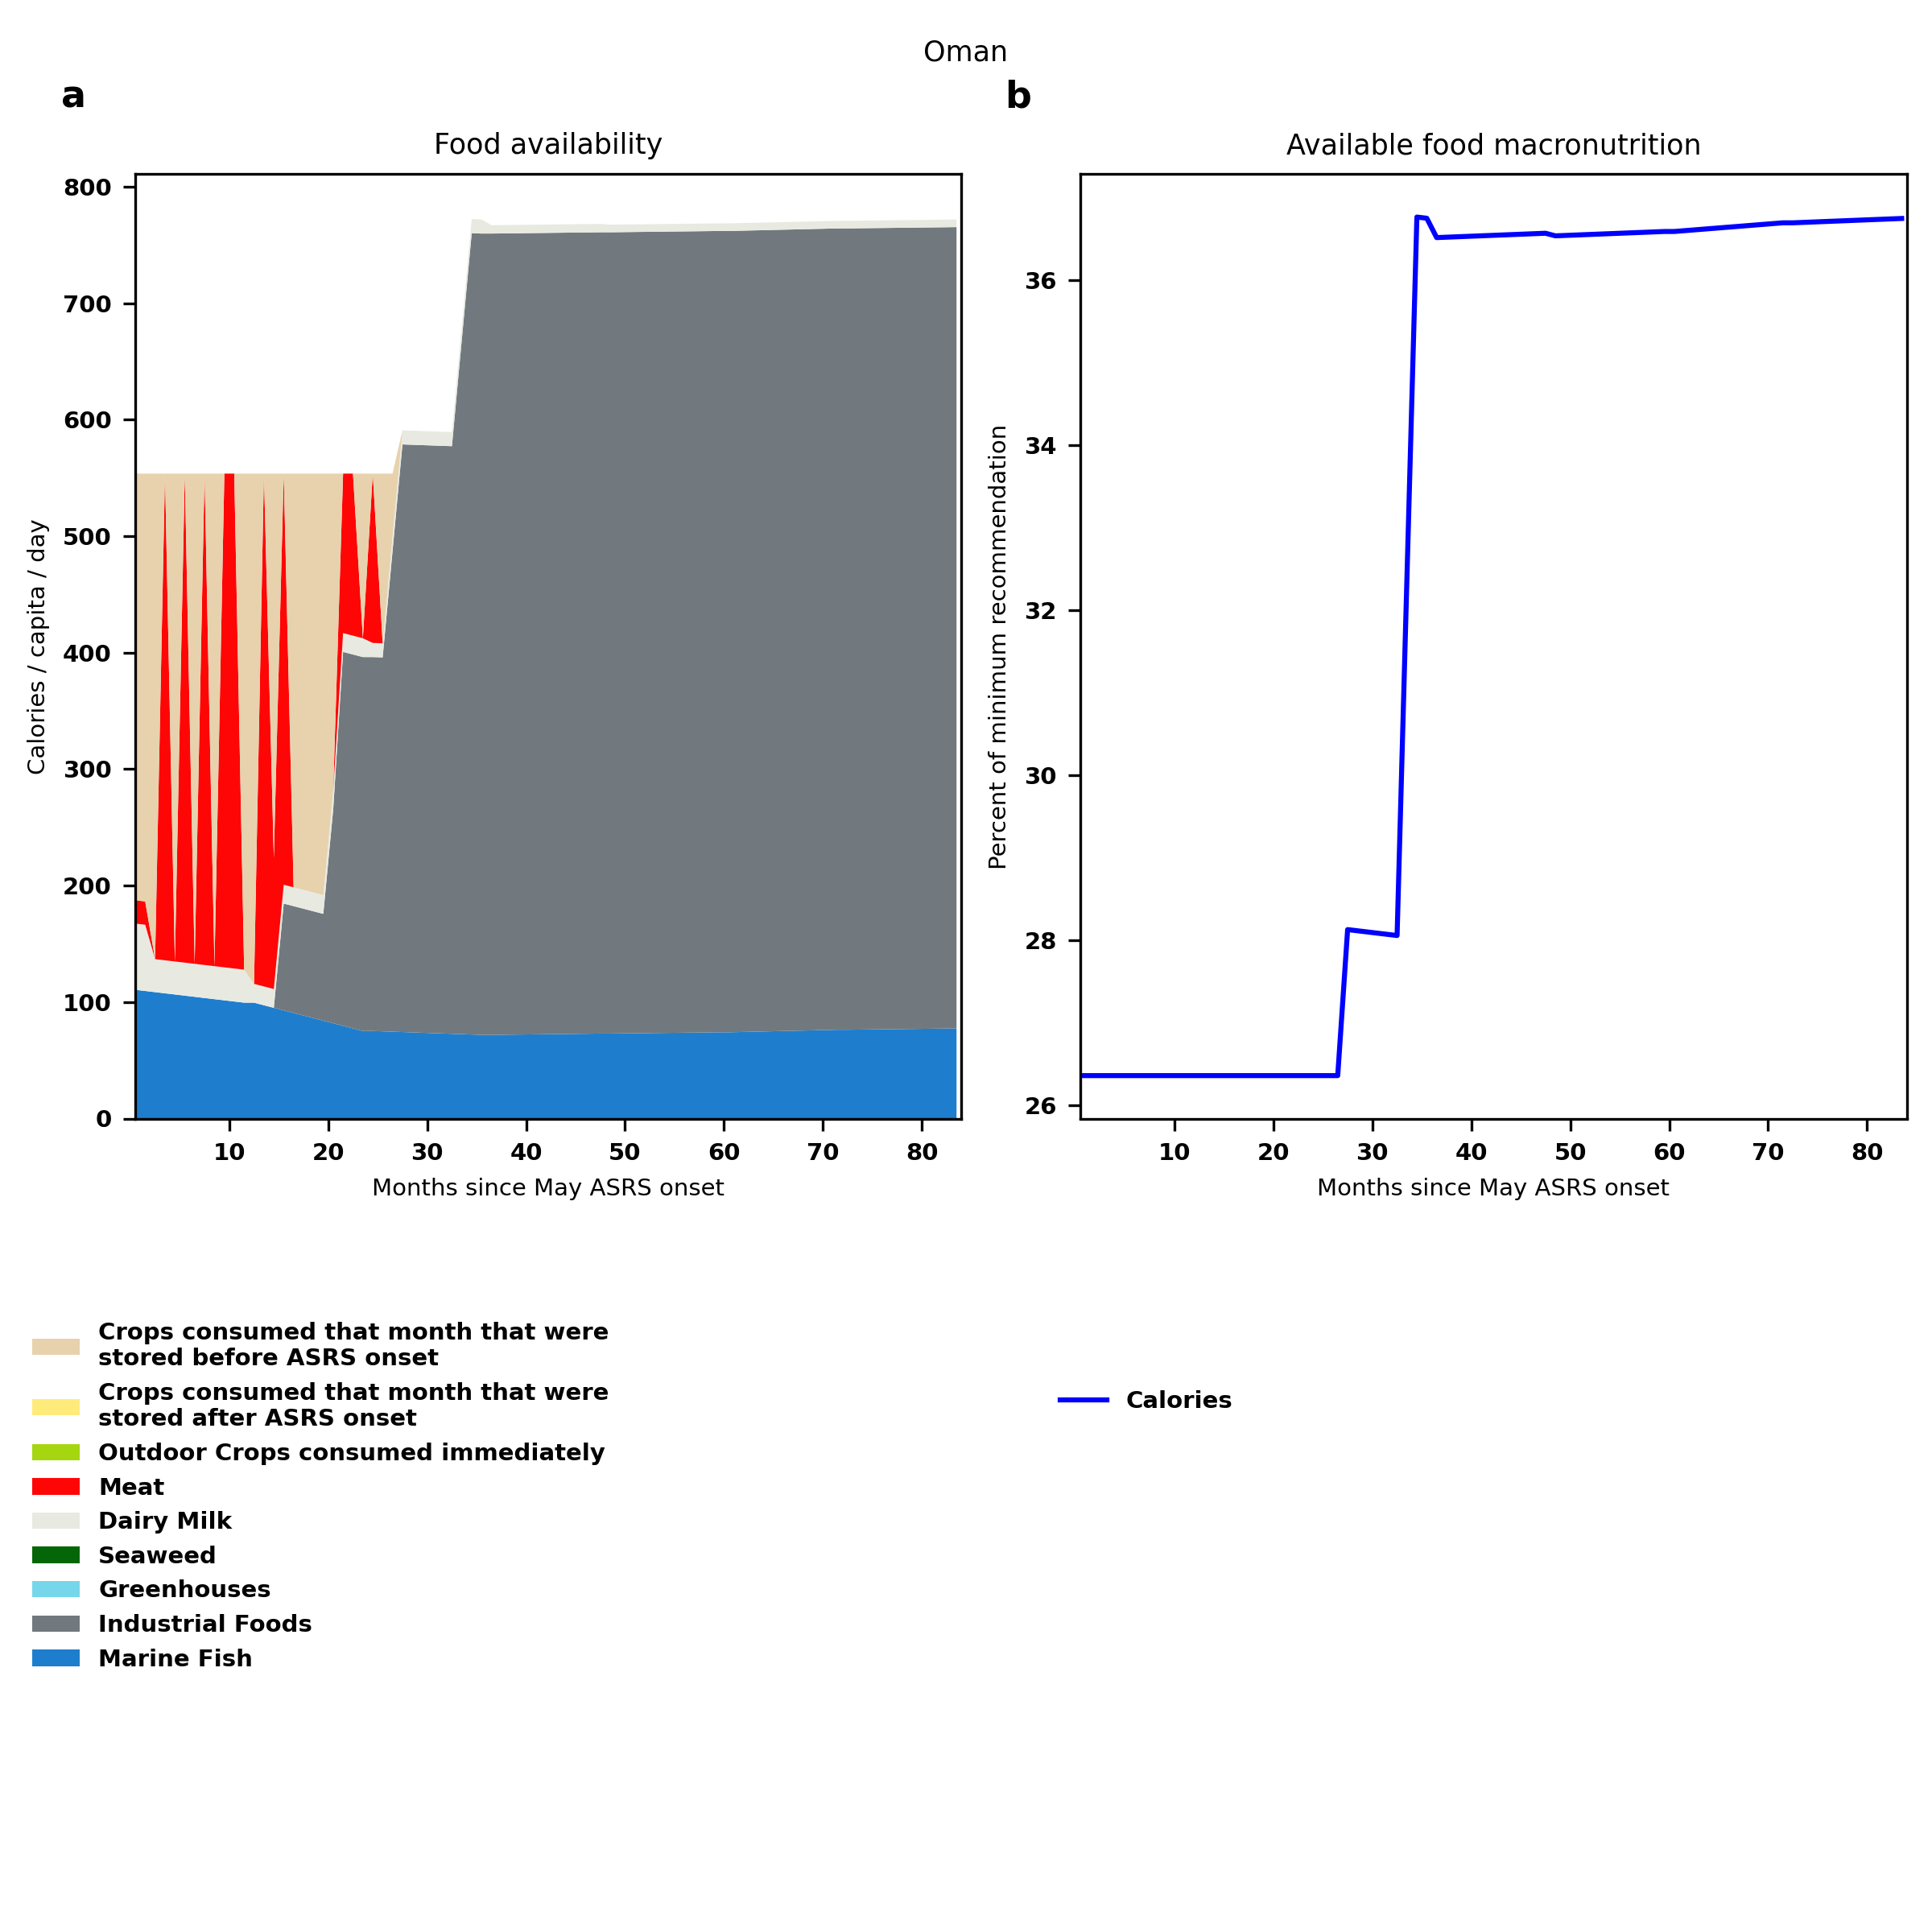 Oman
a
b
Food availability
Available food macronutrition
800
700
600
500
400
300
200
100
0
Calories / capita / day
10 20 30 40 50 60 70 80
Months since May ASRS onset
36
34
32
30
28
26
Percent of minimum recommendation
10 20 30 40 50 60 70 80
Months since May ASRS onset
Crops consumed that month that were
stored before ASRS onset
Crops consumed that month that were
stored after ASRS onset
Outdoor Crops consumed immediately
Meat
Dairy Milk
Seaweed
Greenhouses
Industrial Foods
Marine Fish
Calories